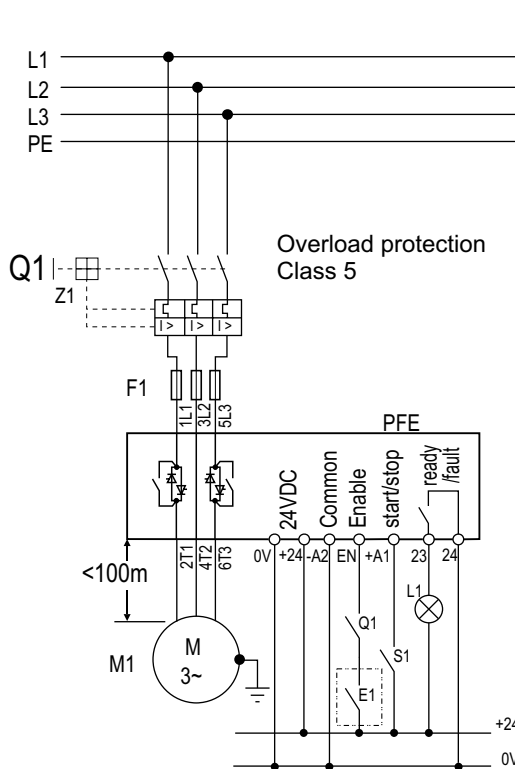 L1
L2
L3
PE
Overload protection
Class 5
Q1
Z1
I > I > I >
F1
1L1
3L2
5L3
PFE
24VDC
Common
Enable
start/stop
ready
/fault
0V +24 -A2 EN +A1 23 24
<100m
2T1
4T2
6T3
L1
Q1
S1
M1
M
3~
E1
+24
0V